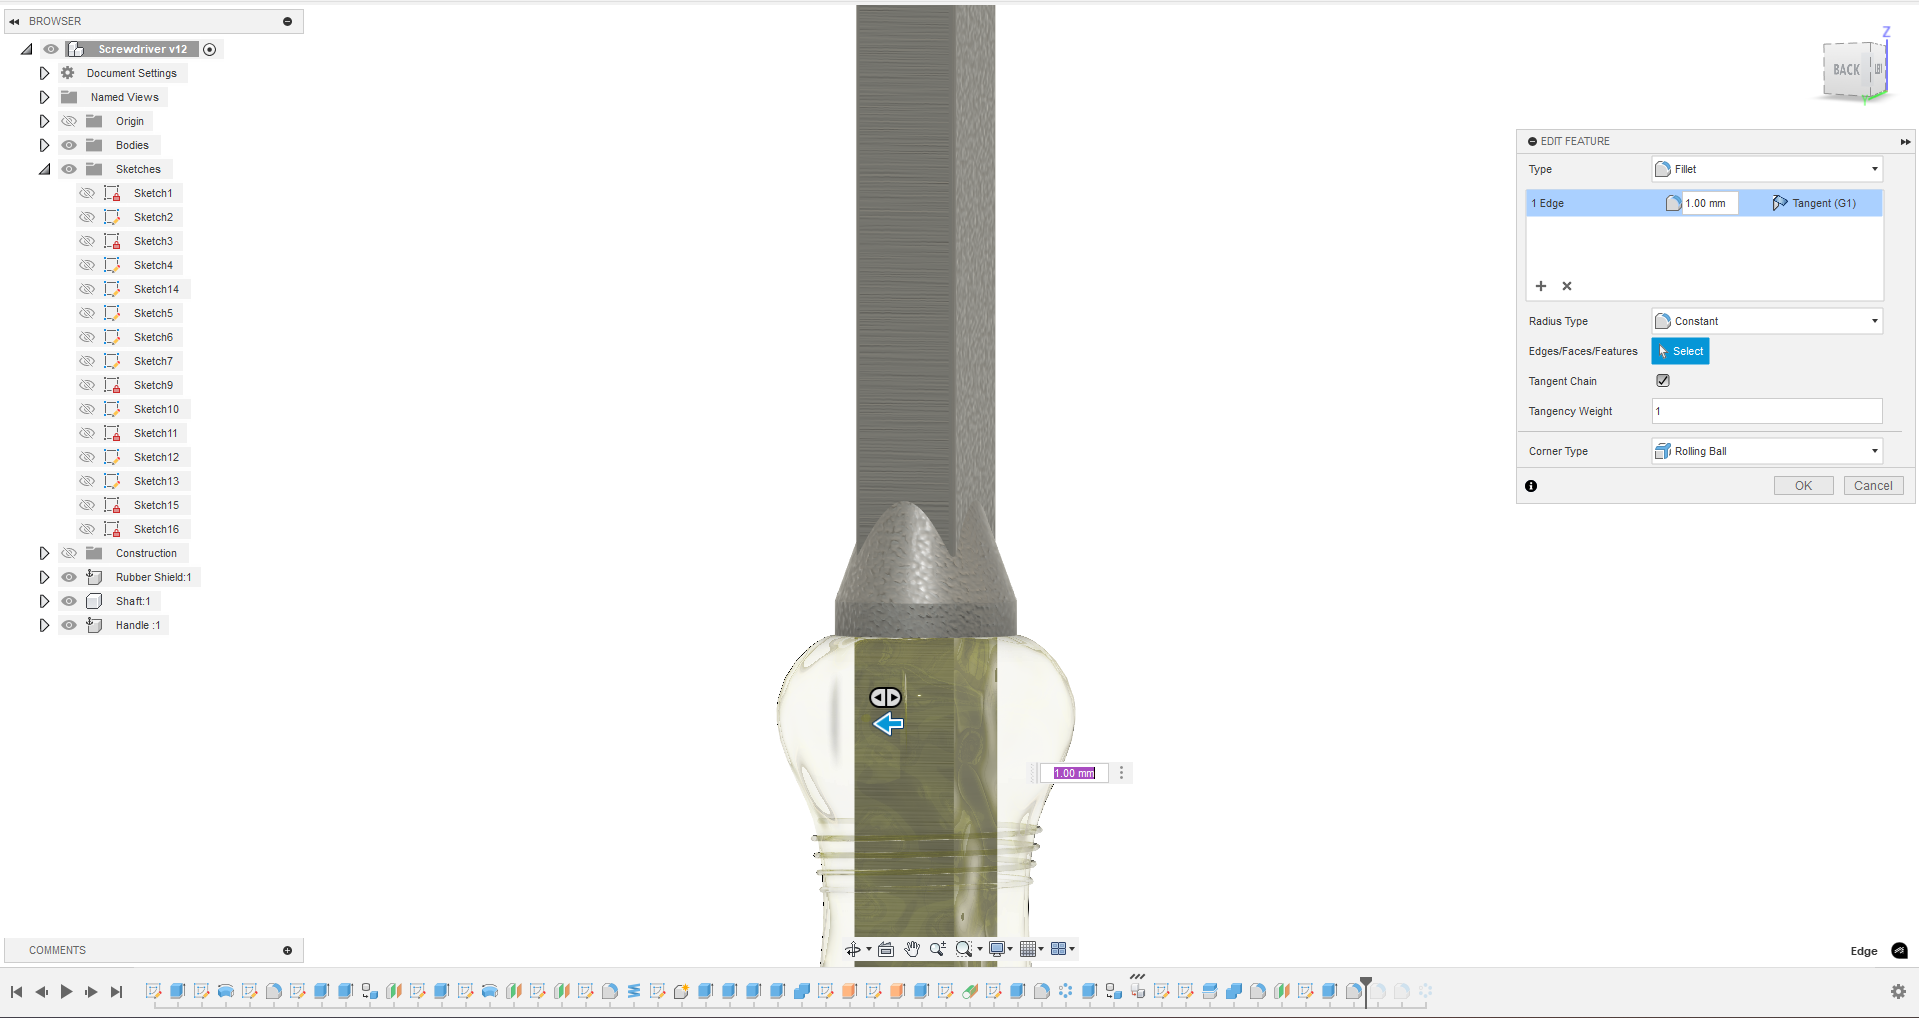 BROWSER
Screwdriver v12
Document Settings
Named Views
Origin
Bodies
Sketches
Sketch1
Sketch2
Sketch3
Sketch4
Sketch14
Sketch5
Sketch6
Sketch7
Sketch9
Sketch10
Sketch11
Sketch12
Sketch13
Sketch15
Sketch16
Construction
Rubber Shield:1
Shaft:1
Handle :1
Z
BACK
EDIT FEATURE
Type Fillet
1 Edge 1.00 mm Tangent (G1)
Radius Type Constant
Edges/Faces/Features Select
Tangent Chain
Tangency Weight 1
Corner Type Rolling Ball
OK Cancel
1.00 mm
COMMENTS
Edge